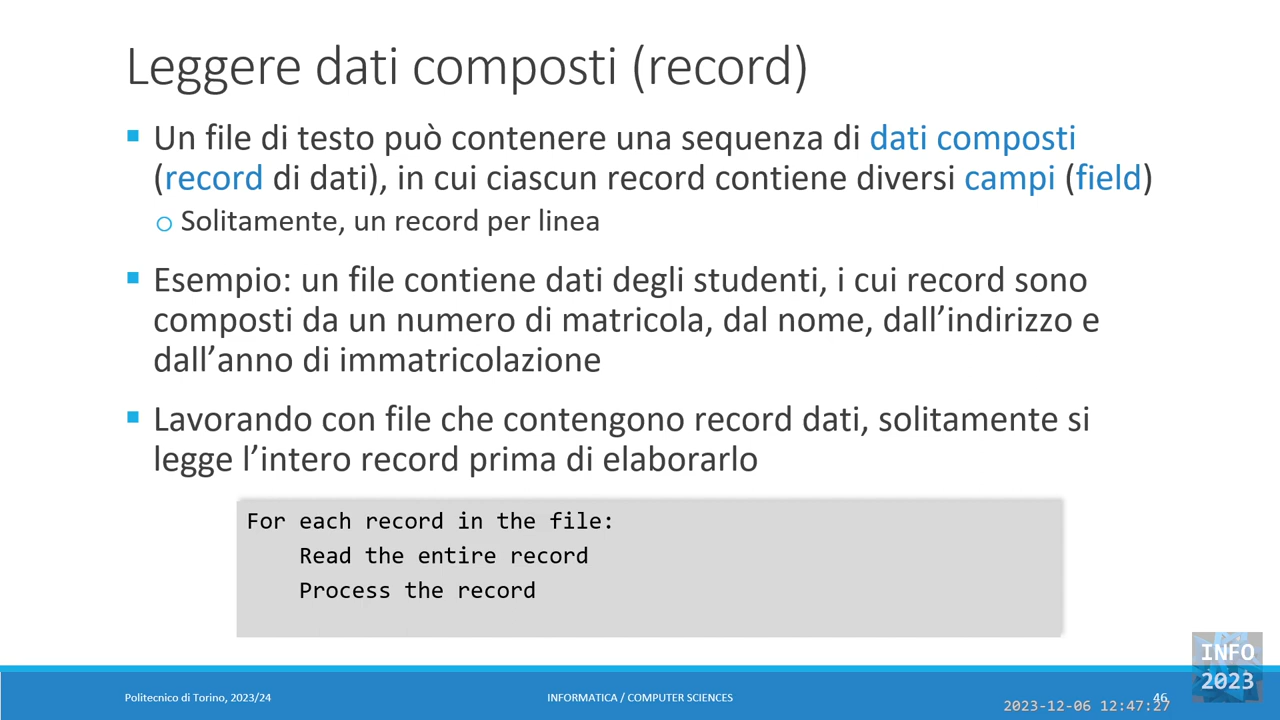 Leggere dati composti (record)
▪ Un file di testo può contenere una sequenza di dati composti
(record di dati), in cui ciascun record contiene diversi campi (field)
o Solitamente, un record per linea
▪ Esempio: un file contiene dati degli studenti, i cui record sono
composti da un numero di matricola, dal nome, dall’indirizzo e
dall’anno di immatricolazione
▪ Lavorando con file che contengono record dati, solitamente si
legge l’intero record prima di elaborarlo
For each record in the file:
    Read the entire record
    Process the record
Politecnico di Torino, 2023/24
INFORMATICA / COMPUTER SCIENCES
46
INFO
2023
2023-12-06 12:47:27